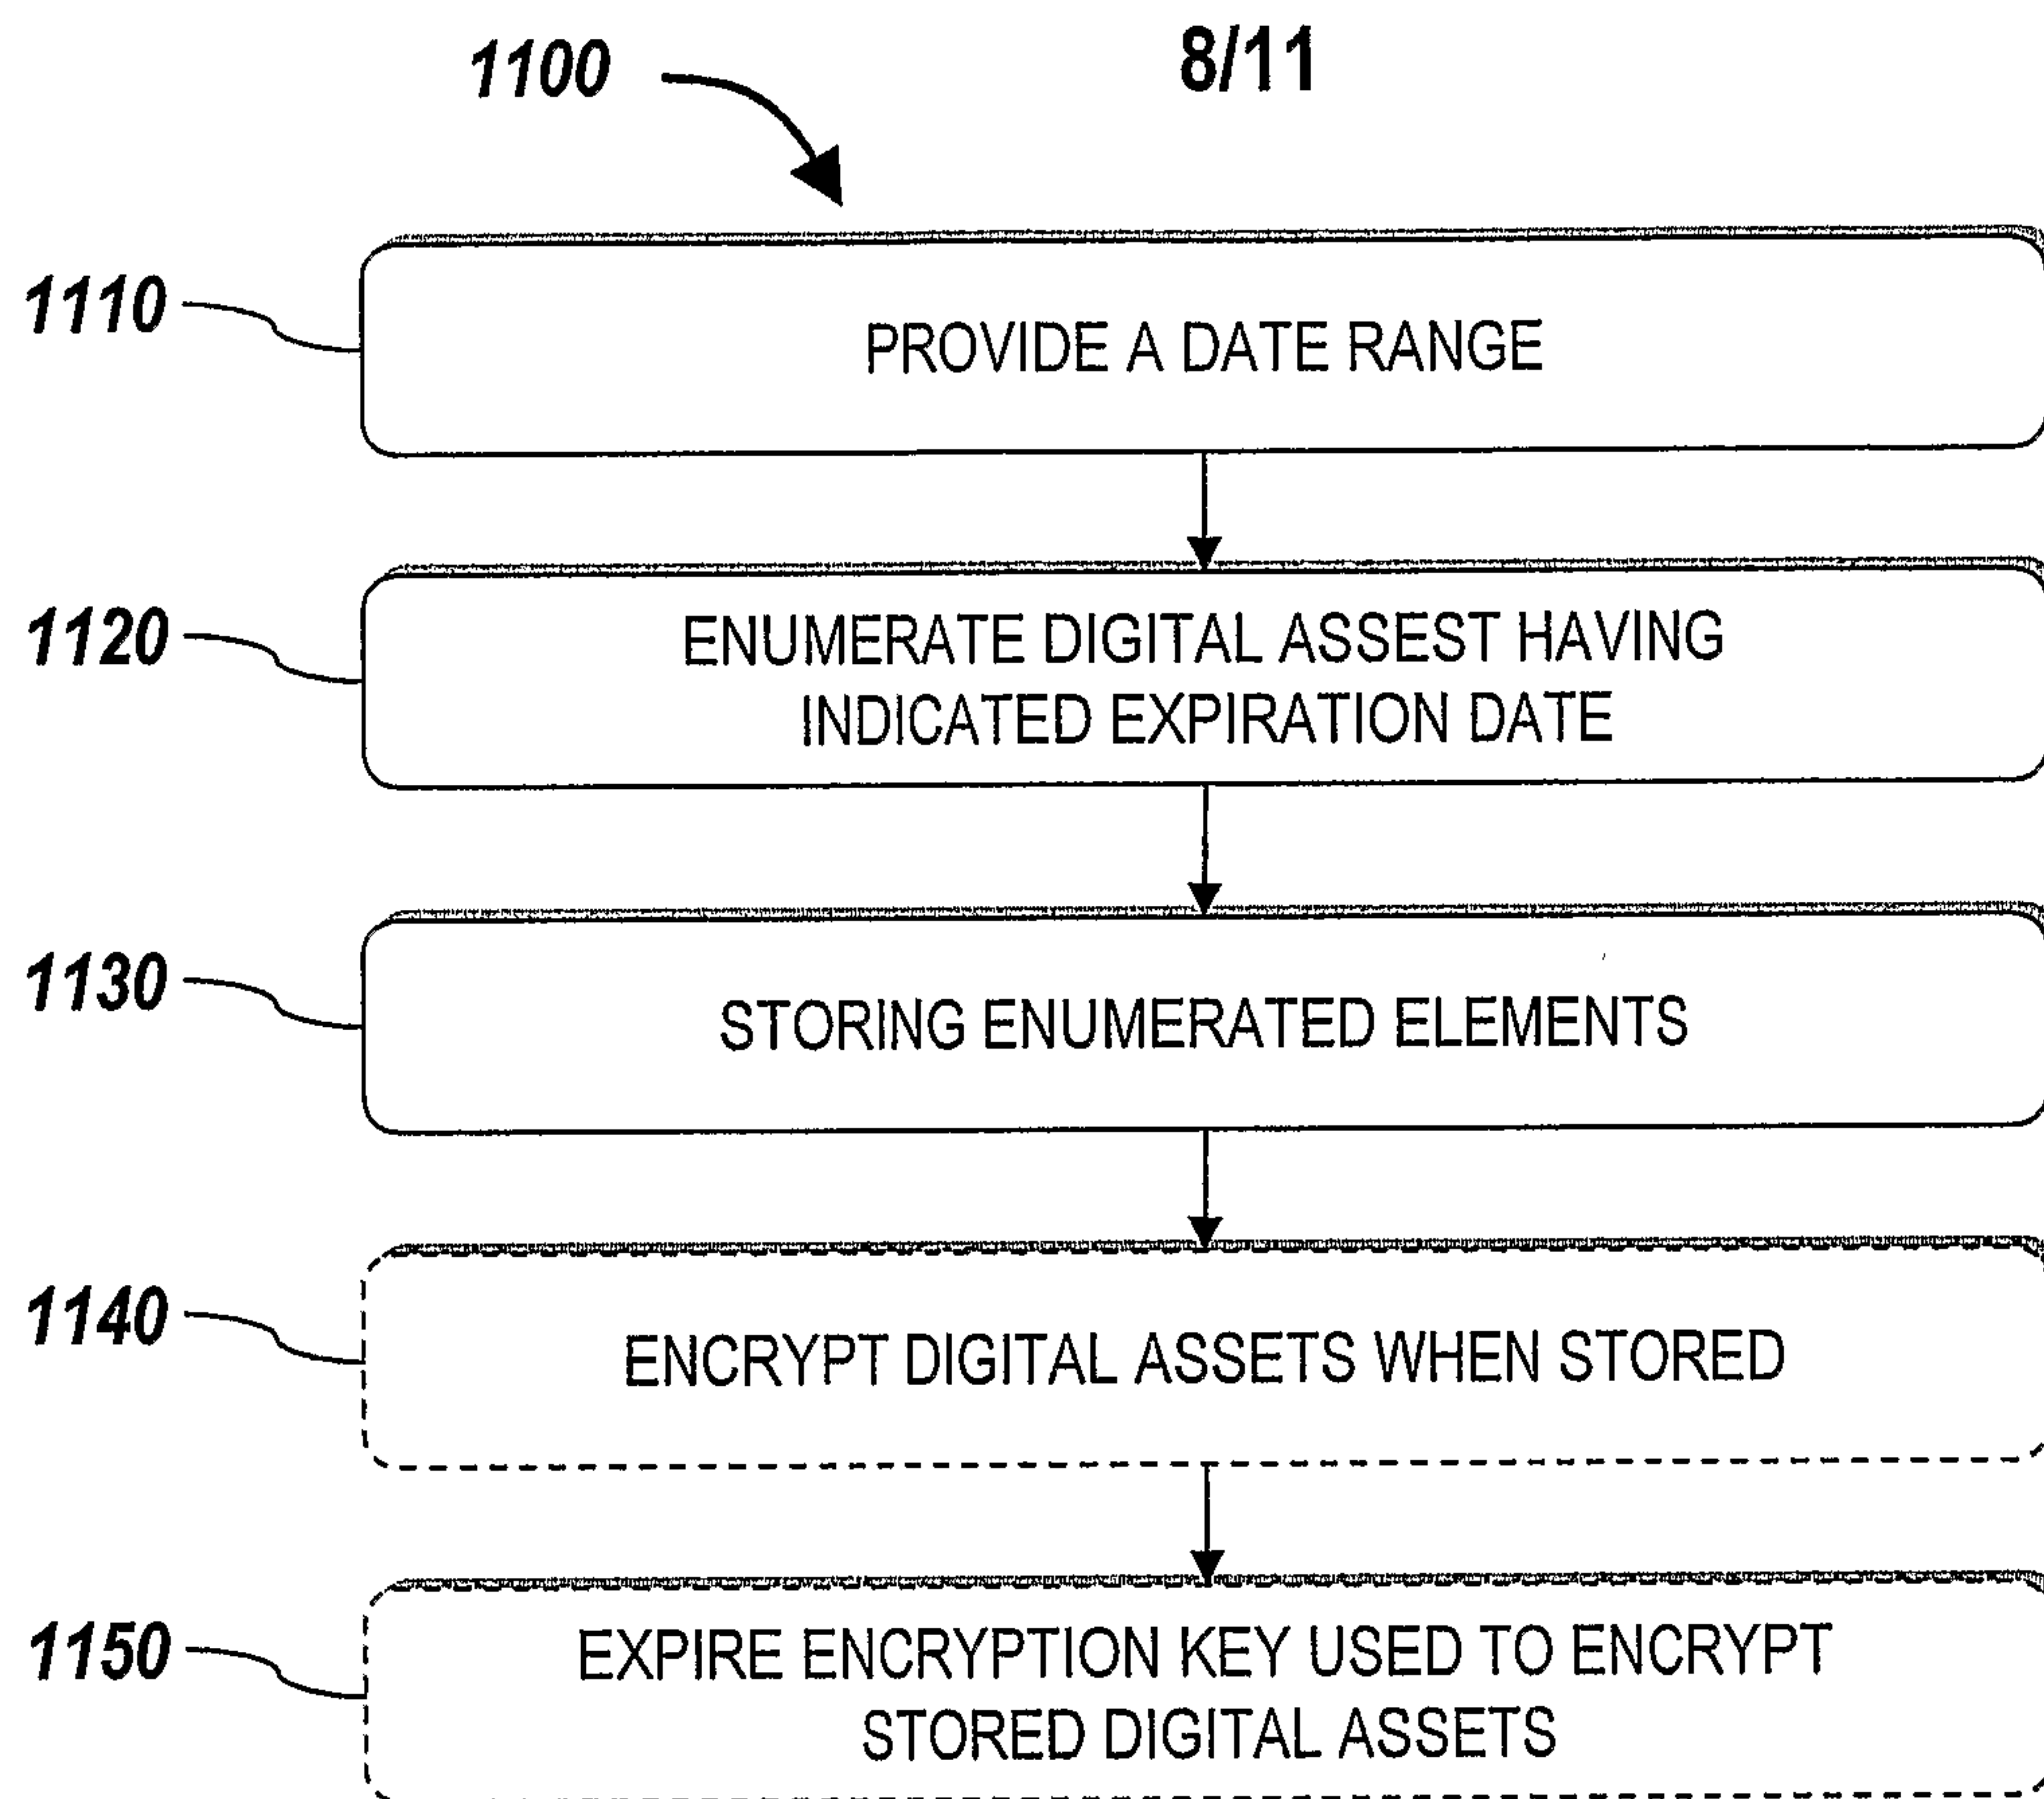 8/11
1100
1110
PROVIDE A DATE RANGE
1120
ENUMERATE DIGITAL ASSEST HAVING
INDICATED EXPIRATION DATE
1130
STORING ENUMERATED ELEMENTS
1140
ENCRYPT DIGITAL ASSETS WHEN STORED
1150
EXPIRE ENCRYPTION KEY USED TO ENCRYPT
STORED DIGITAL ASSETS